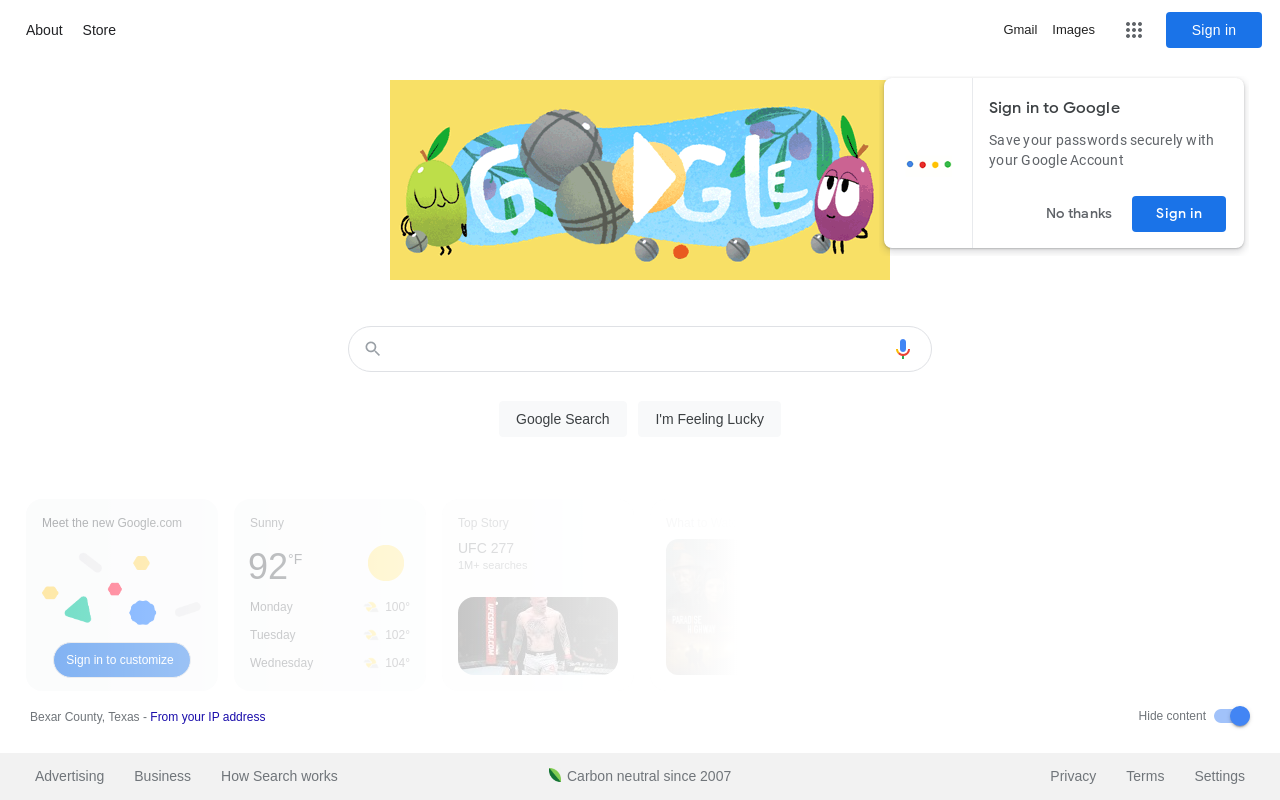 About
Store
Gmail
Images
Sign in
GOOGLE
Sign in to Google
Save your passwords securely with
your Google Account
No thanks
Sign in
Google Search
I'm Feeling Lucky
Meet the new Google.com
Sign in to customize
Sunny
92 °F
Monday 100°
Tuesday 102°
Wednesday 104°
Top Story
UFC 277
1M+ searches
Bexar County, Texas - From your IP address
Hide content
Advertising
Business
How Search works
Carbon neutral since 2007
Privacy
Terms
Settings